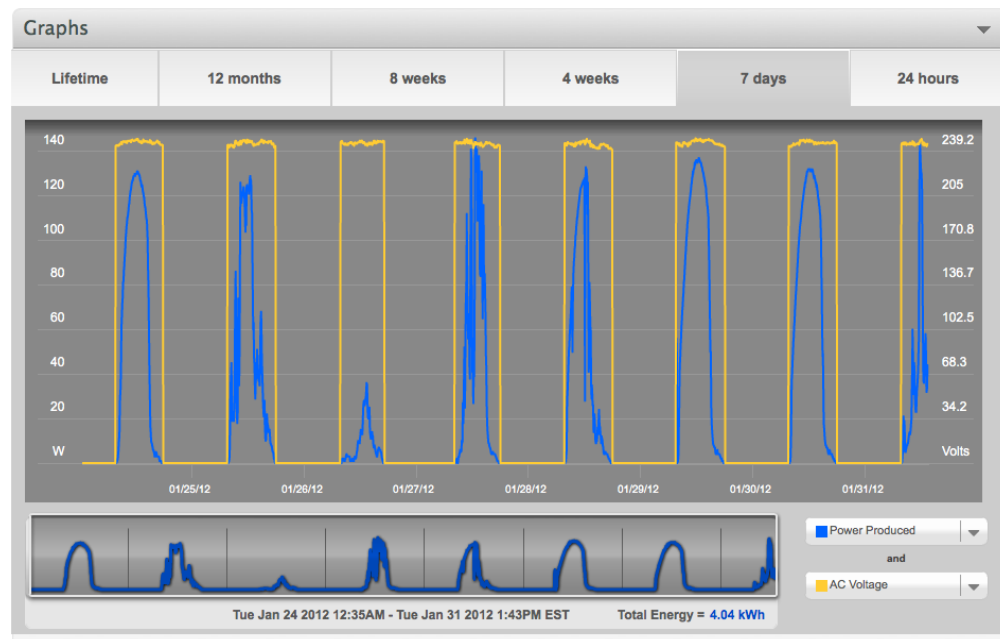 Graphs
Lifetime 12 months 8 weeks 4 weeks 7 days 24 hours
140 239.2
120 205
100 170.8
80 136.7
60 102.5
40 68.3
20 34.2
W Volts
01/25/12 01/26/12 01/27/12 01/28/12 01/29/12 01/30/12 01/31/12
Power Produced
and
AC Voltage
Tue Jan 24 2012 12:35AM - Tue Jan 31 2012 1:43PM EST Total Energy = 4.04 kWh